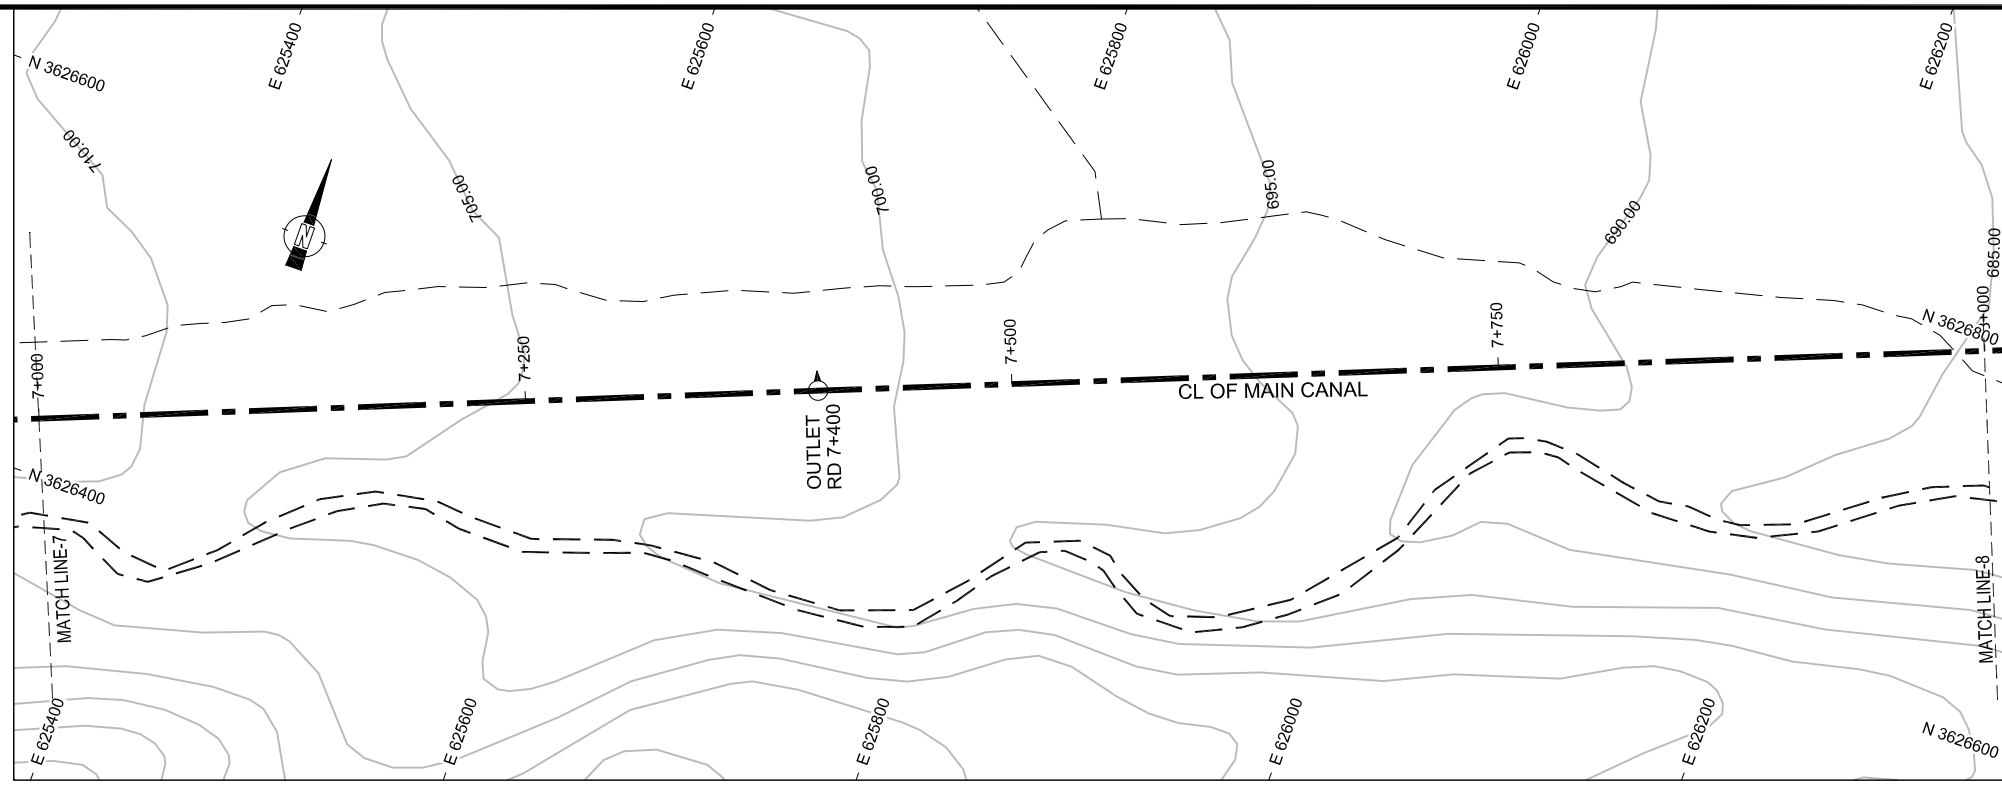 E 625400
E 625600
E 625800
E 626000
E 626200
N 3626600
710.00
705.00
700.00
695.00
690.00
685.00
N
7+000
7+250
7+500
7+750
N 3626800
CL OF MAIN CANAL
OUTLET
RD 7+400
N 3626400
MATCH LINE-7
MATCH LINE-8
E 625400
E 625600
E 625800
E 626000
E 626200
N 3626600